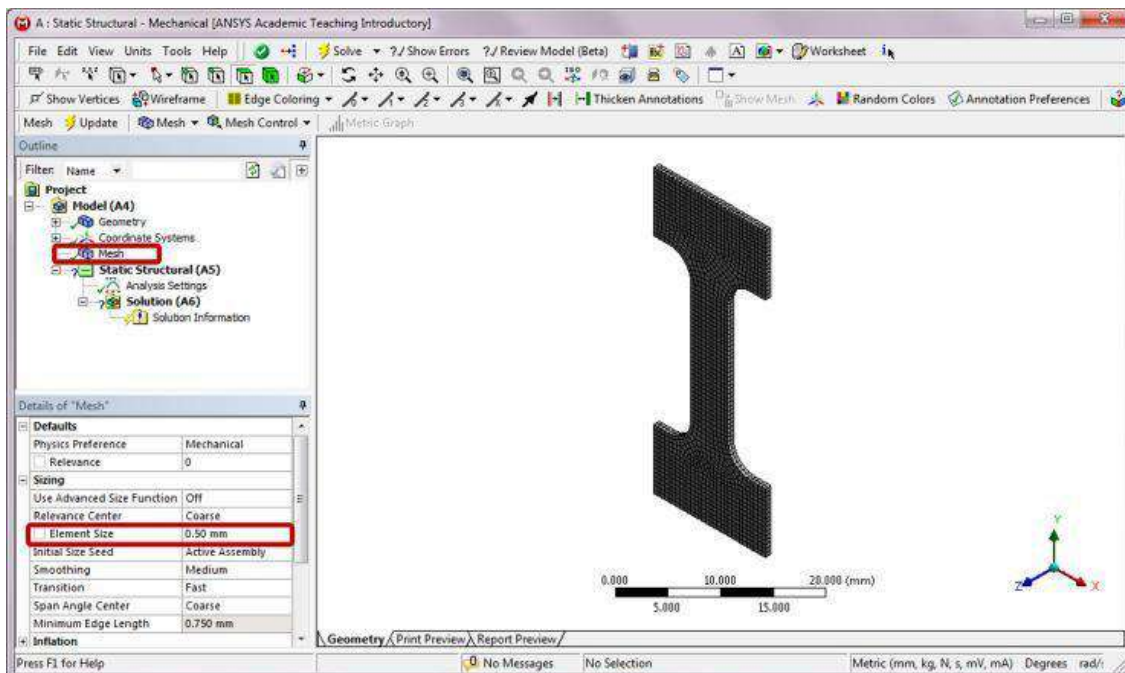 A : Static Structural - Mechanical [ANSYS Academic Teaching Introductory]
File Edit View Units Tools Help Solve ?/ Show Errors ?/ Review Model (Beta) A Worksheet
Show Vertices Wireframe Edge Coloring Thicken Annotations Show Mesh Random Colors Annotation Preferences
Mesh Update Mesh Mesh Control Metric Graph
Outline
Filter: Name
Project
Model (A4)
Geometry
Coordinate Systems
Mesh
Static Structural (A5)
Analysis Settings
Solution (A6)
Solution Information
Details of "Mesh"
Defaults
Physics Preference Mechanical
Relevance 0
Sizing
Use Advanced Size Function Off
Relevance Center Coarse
Element Size 0.50 mm
Initial Size Seed Active Assembly
Smoothing Medium
Transition Fast
Span Angle Center Coarse
Minimum Edge Length 0.750 mm
Inflation
0.000 10.000 20.000 (mm)
5.000 15.000
Y
Z X
Geometry Print Preview Report Preview
Press F1 for Help 0 No Messages No Selection Metric (mm, kg, N, s, mV, mA) Degrees rad/s